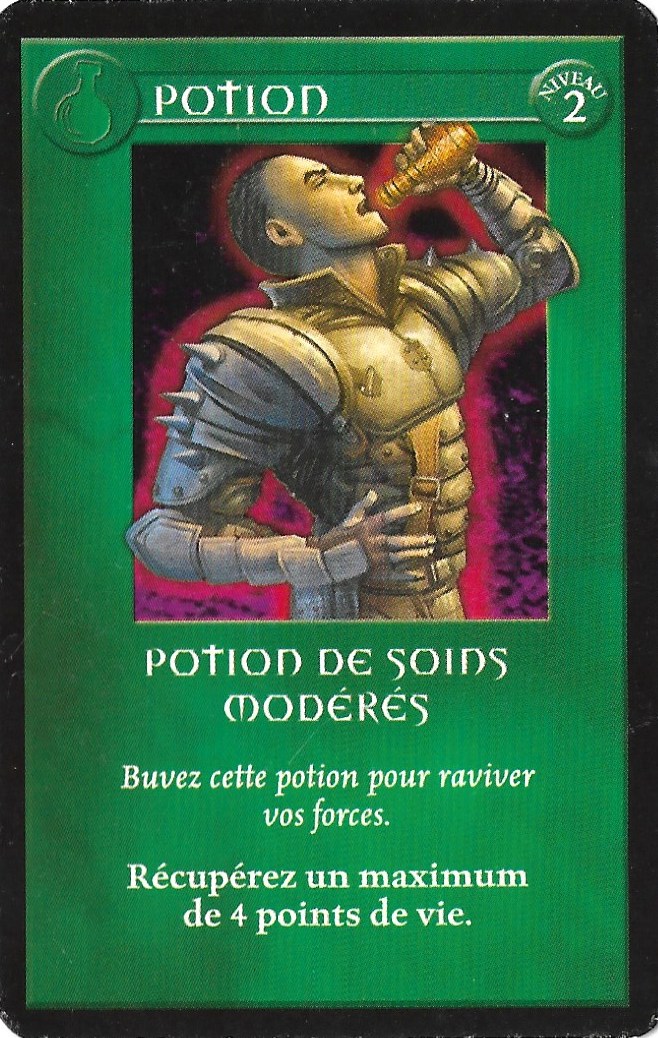 POTION
NIVEAU
2
POTION DE SOINS
MODÉRÉS
Buvez cette potion pour raviver
vos forces.
Récupérez un maximum
de 4 points de vie.